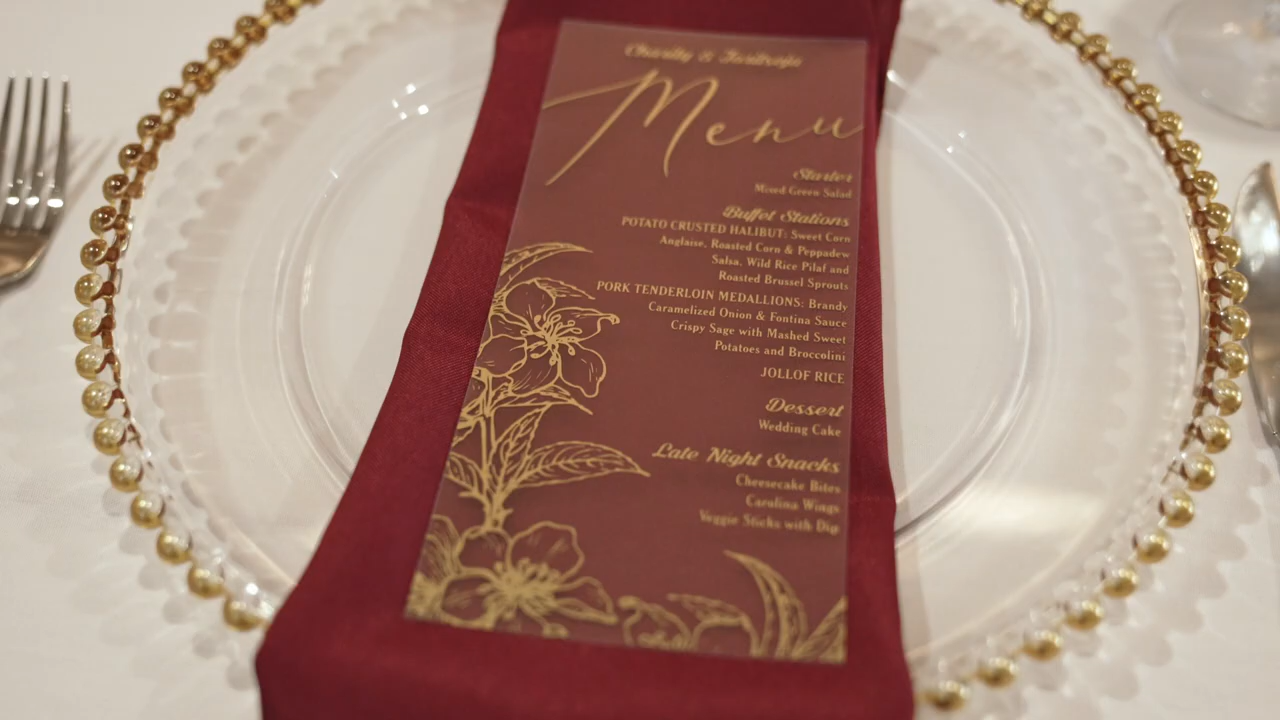 Charity &
Menu
Starter
Mixed Green Salad
Buffet Stations
POTATO CRUSTED HALIBUT: Sweet Corn
Anglaise, Roasted Corn & Peppadew
Salsa, Wild Rice Pilaf and
Roasted Brussel Sprouts
PORK TENDERLOIN MEDALLIONS: Brandy
Caramelized Onion & Fontina Sauce
Crispy Sage with Mashed Sweet
Potatoes and Broccolini
JOLLOF RICE
Dessert
Wedding Cake
Late Night Snacks
Cheesecake Bites
Carolina Wings
Veggie Sticks with Dip